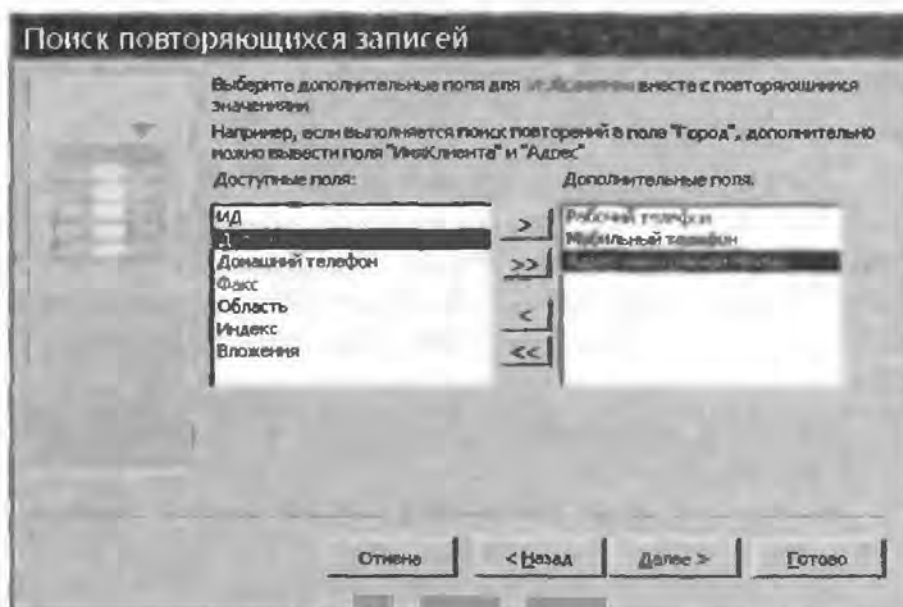 Поиск повторяющихся записей
Выберите дополнительные поля для вместе с повторяющимися
значениями
Например, если выполняется поиск повторений в поле "Город", дополнительно
можно вывести поля "ИмяКлиента" и "Адрес"
Доступные поля:
Дополнительные поля:
ИД
Домашний телефон
Факс
Область
Индекс
Вложения
>
>>
<
<<
Рабочий телефон
Мобильный телефон
Отмена
< Назад
Далее >
Готово